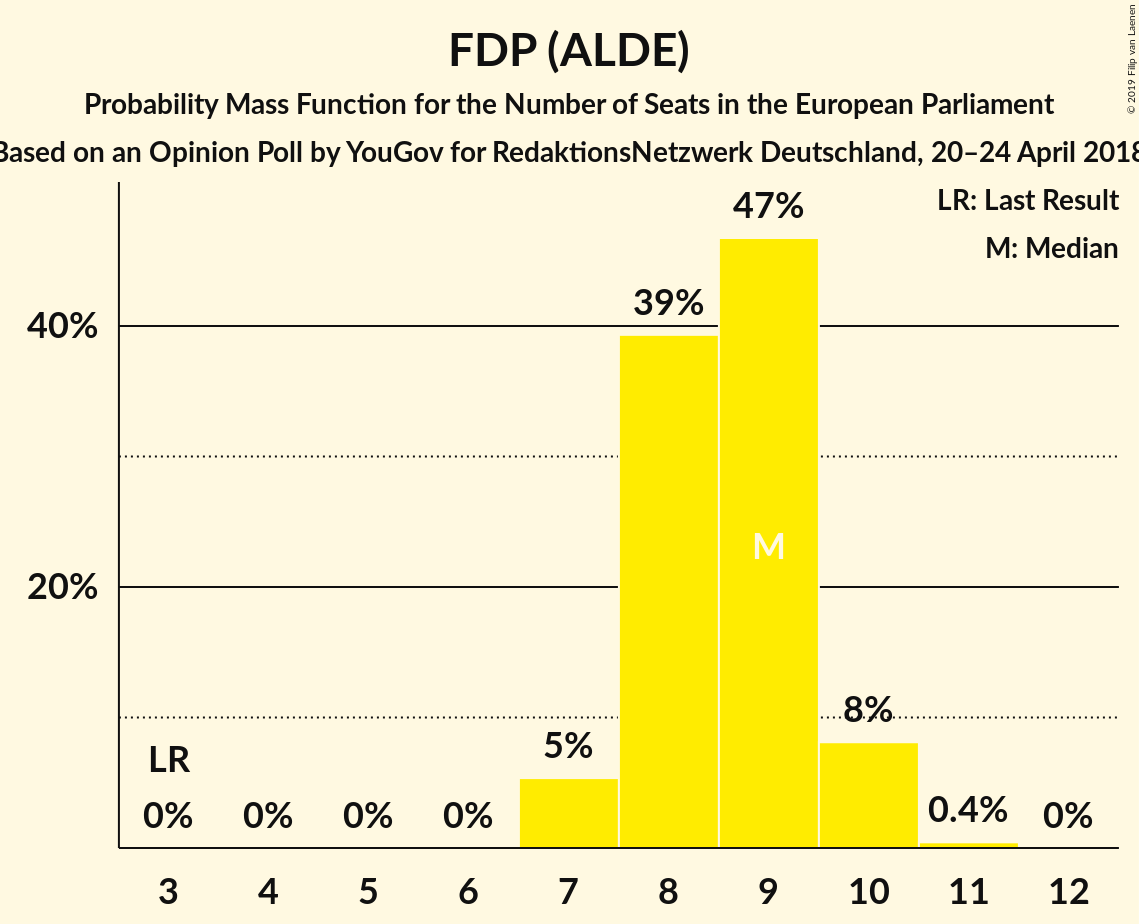 FDP (ALDE)
Probability Mass Function for the Number of Seats in the European Parliament
Based on an Opinion Poll by YouGov for RedaktionsNetzwerk Deutschland, 20–24 April 2018
© 2019 Filip van Laenen
LR: Last Result
M: Median
47%
39%
40%
M
20%
8%
5%
LR
0% 0% 0% 0% 0.4% 0%
3 4 5 6 7 8 9 10 11 12